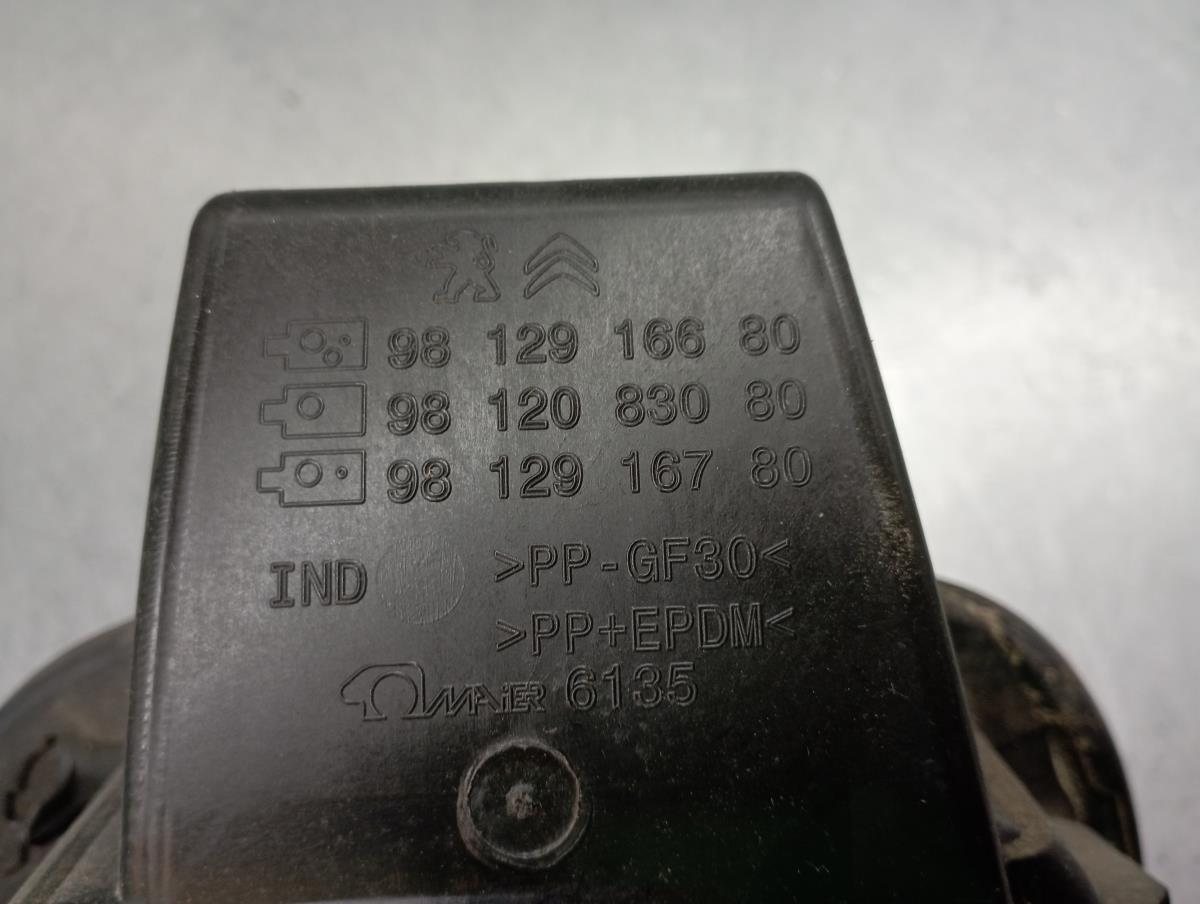 98 129 166 80
98 120 830 80
98 129 167 80
IND >PP-GF30<
>PP+EPDM<
MAiER 6135